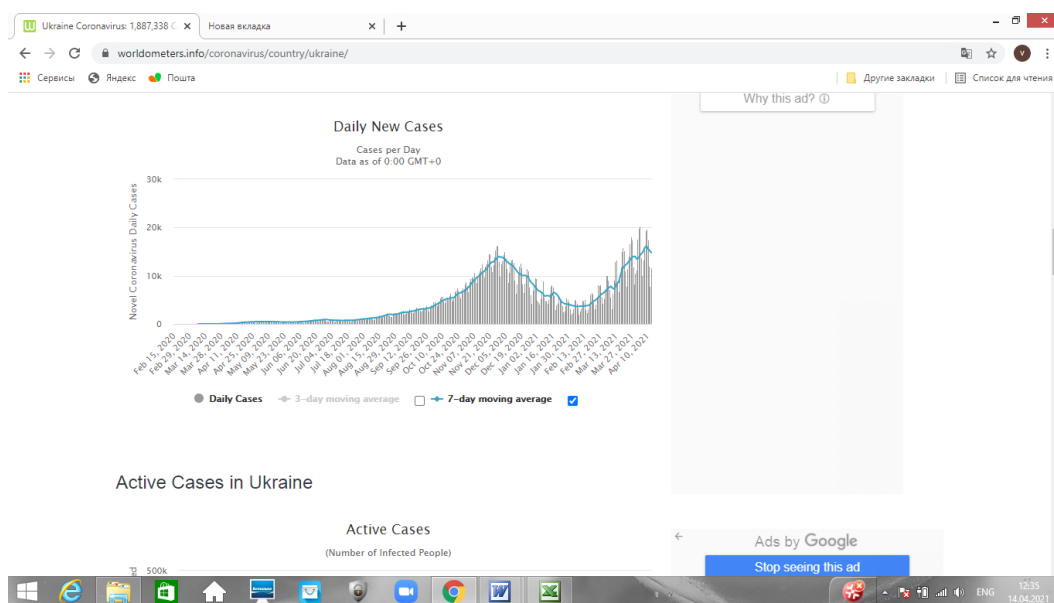 Ukraine Coronavirus: 1,887,338 C
Новая вкладка
worldometers.info/coronavirus/country/ukraine/
V
Сервисы Яндекс Почта
Другие закладки Список для чтения
Why this ad?
Daily New Cases
Cases per Day
Data as of 0:00 GMT+0
Novel Coronavirus Daily Cases
30k
20k
10k
0
Feb 15, 2020
Feb 29, 2020
Mar 14, 2020
Mar 28, 2020
Apr 11, 2020
Apr 25, 2020
May 09, 2020
May 23, 2020
Jun 06, 2020
Jun 20, 2020
Jul 04, 2020
Jul 18, 2020
Aug 01, 2020
Aug 15, 2020
Aug 29, 2020
Sep 12, 2020
Sep 26, 2020
Oct 10, 2020
Oct 24, 2020
Nov 07, 2020
Nov 21, 2020
Dec 05, 2020
Dec 19, 2020
Jan 02, 2021
Jan 16, 2021
Jan 30, 2021
Feb 13, 2021
Feb 27, 2021
Mar 13, 2021
Mar 27, 2021
Apr 10, 2021
Daily Cases 3-day moving average 7-day moving average
Active Cases in Ukraine
Active Cases
(Number of Infected People)
500k
Ads by Google
Stop seeing this ad
ENG
12:35
14.04.2021